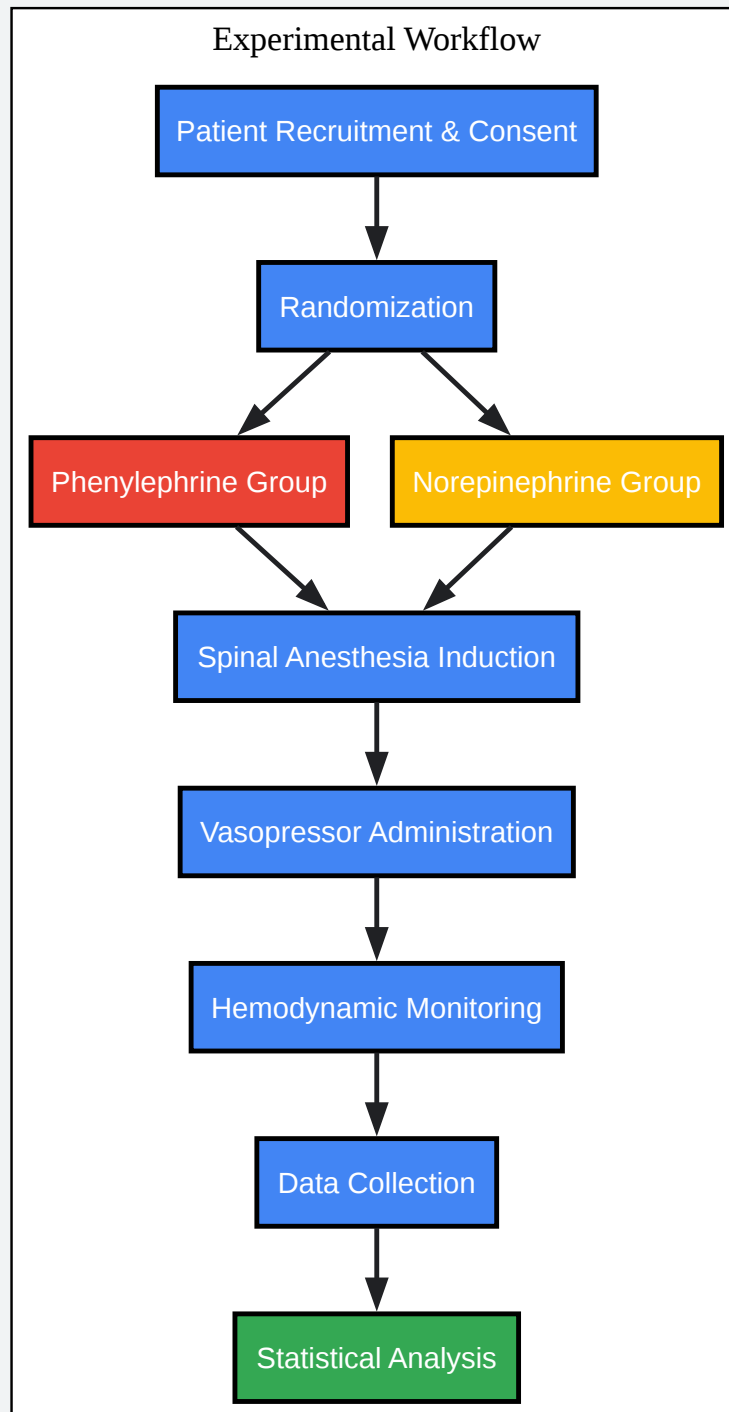 Experimental Workflow
Patient Recruitment & Consent
Randomization
Phenylephrine Group
Norepinephrine Group
Spinal Anesthesia Induction
Vasopressor Administration
Hemodynamic Monitoring
Data Collection
Statistical Analysis